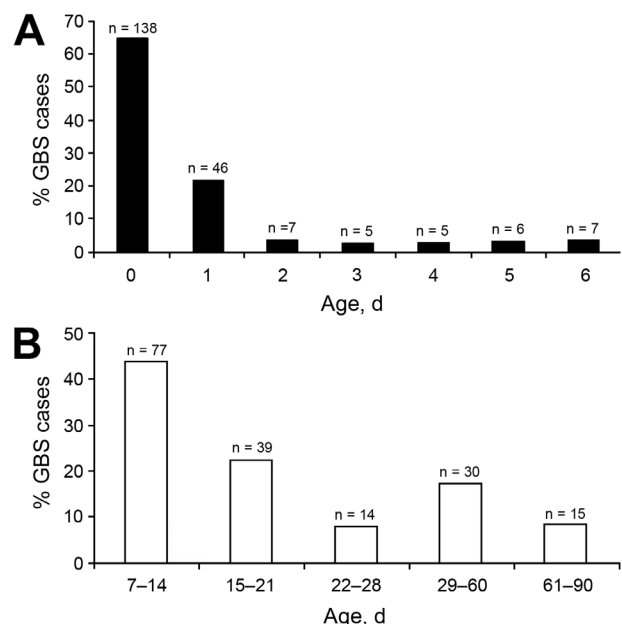 A
70
n = 138
60
50
40
30
n = 46
20
10
n =7
n = 5
n = 5
n = 6
n = 7
0
% GBS cases
0 1 2 3 4 5 6
Age, d
B
50
n = 77
40
30
n = 39
20
n = 30
10
n = 14
n = 15
0
% GBS cases
7–14 15–21 22–28 29–60 61–90
Age, d